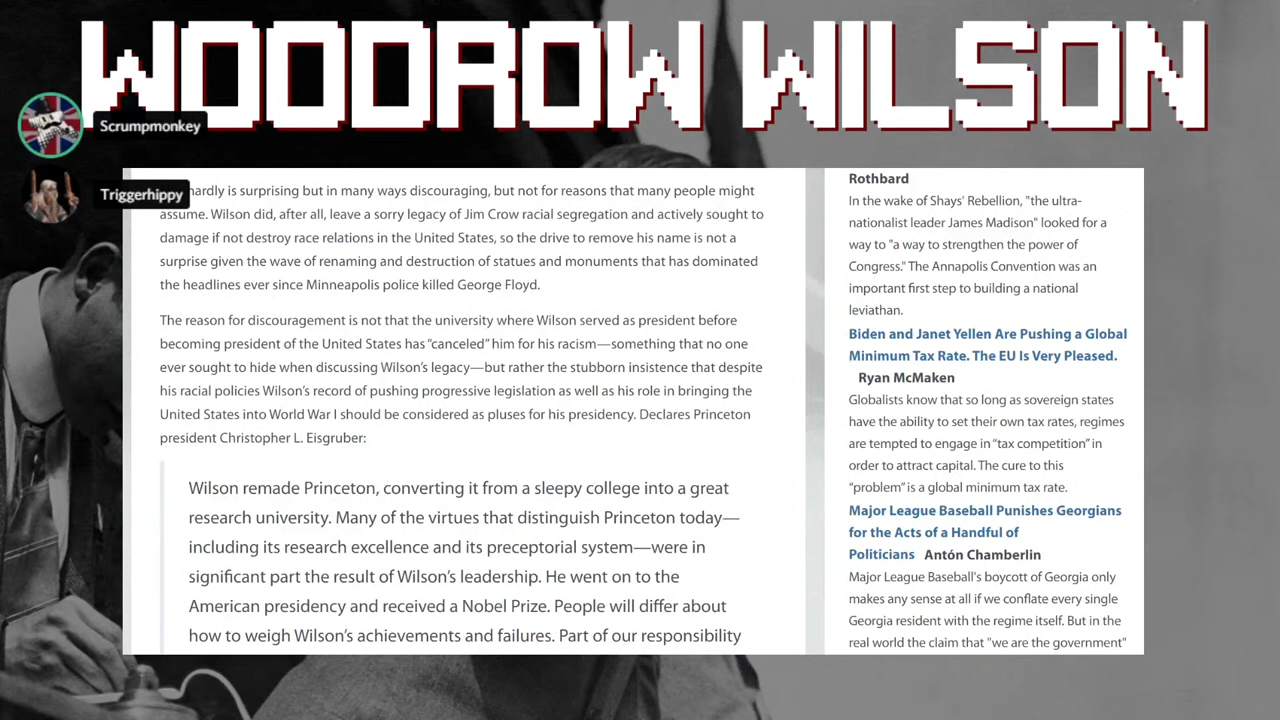 WOODROW WILSON
Scrumpmonkey
Triggerhippy
hardly is surprising but in many ways discouraging, but not for reasons that many people might
assume. Wilson did, after all, leave a sorry legacy of Jim Crow racial segregation and actively sought to
damage if not destroy race relations in the United States, so the drive to remove his name is not a
surprise given the wave of renaming and destruction of statues and monuments that has dominated
the headlines ever since Minneapolis police killed George Floyd.
The reason for discouragement is not that the university where Wilson served as president before
becoming president of the United States has “canceled” him for his racism—something that no one
ever sought to hide when discussing Wilson’s legacy—but rather the stubborn insistence that despite
his racial policies Wilson’s record of pushing progressive legislation as well as his role in bringing the
United States into World War I should be considered as pluses for his presidency. Declares Princeton
president Christopher L. Eisgruber:
Wilson remade Princeton, converting it from a sleepy college into a great
research university. Many of the virtues that distinguish Princeton today—
including its research excellence and its preceptorial system—were in
significant part the result of Wilson’s leadership. He went on to the
American presidency and received a Nobel Prize. People will differ about
how to weigh Wilson’s achievements and failures. Part of our responsibility
Rothbard
In the wake of Shays' Rebellion, "the ultra-
nationalist leader James Madison" looked for a
way to "a way to strengthen the power of
Congress." The Annapolis Convention was an
important first step to building a national
leviathan.
Biden and Janet Yellen Are Pushing a Global
Minimum Tax Rate. The EU Is Very Pleased.
Ryan McMaken
Globalists know that so long as sovereign states
have the ability to set their own tax rates, regimes
are tempted to engage in “tax competition” in
order to attract capital. The cure to this
“problem” is a global minimum tax rate.
Major League Baseball Punishes Georgians
for the Acts of a Handful of
Politicians Antón Chamberlin
Major League Baseball's boycott of Georgia only
makes any sense at all if we conflate every single
Georgia resident with the regime itself. But in the
real world the claim that "we are the government"